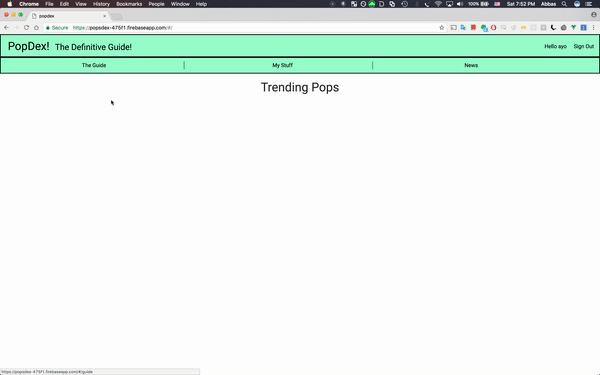 Chrome File Edit View History Bookmarks People Window Help 100% Sat 7:52 PM Abbas
popdex
Secure https://popsdex-475f1.firebaseapp.com/#/
PopDex! The Definitive Guide! Hello ayo Sign Out
The Guide My Stuff News
Trending Pops
https://popsdex-475f1.firebaseapp.com/#/guide